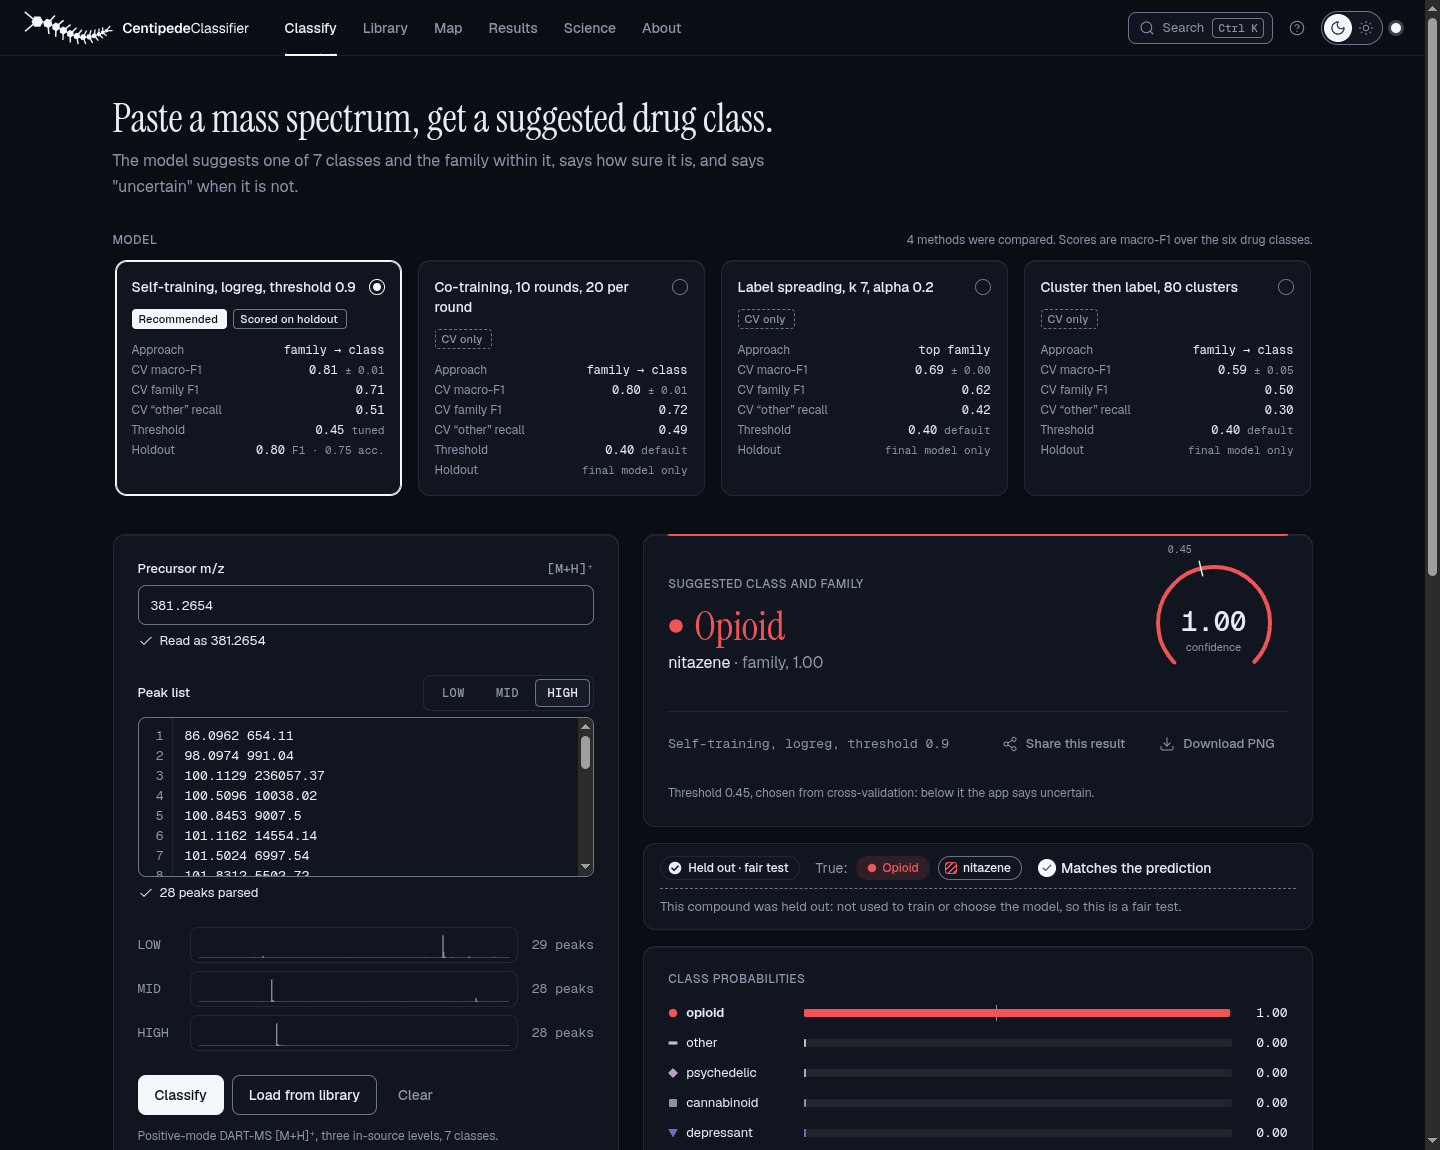 CentipedeClassifier
Classify
Library
Map
Results
Science
About
Search
Ctrl K
Paste a mass spectrum, get a suggested drug class.
The model suggests one of 7 classes and the family within it, says how sure it is, and says
"uncertain" when it is not.
MODEL
4 methods were compared. Scores are macro-F1 over the six drug classes.
Self-training, logreg, threshold 0.9
Recommended
Scored on holdout
Approach family → class
CV macro-F1 0.81 ± 0.01
CV family F1 0.71
CV “other” recall 0.51
Threshold 0.45 tuned
Holdout 0.80 F1 · 0.75 acc.
Co-training, 10 rounds, 20 per
round
CV only
Approach family → class
CV macro-F1 0.80 ± 0.01
CV family F1 0.72
CV “other” recall 0.49
Threshold 0.40 default
Holdout final model only
Label spreading, k 7, alpha 0.2
CV only
Approach top family
CV macro-F1 0.69 ± 0.00
CV family F1 0.62
CV “other” recall 0.42
Threshold 0.40 default
Holdout final model only
Cluster then label, 80 clusters
CV only
Approach family → class
CV macro-F1 0.59 ± 0.05
CV family F1 0.50
CV “other” recall 0.30
Threshold 0.40 default
Holdout final model only
Precursor m/z [M+H]⁺
381.2654
Read as 381.2654
Peak list
LOW MID HIGH
1 86.0962 654.11
2 98.0974 991.04
3 100.1129 236057.37
4 100.5096 10038.02
5 100.8453 9007.5
6 101.1162 14554.14
7 101.5024 6997.54
8 101.8312 5502.72
28 peaks parsed
LOW 29 peaks
MID 28 peaks
HIGH 28 peaks
Classify
Load from library
Clear
Positive-mode DART-MS [M+H]⁺, three in-source levels, 7 classes.
SUGGESTED CLASS AND FAMILY
Opioid
nitazene · family, 1.00
0.45
1.00
confidence
Self-training, logreg, threshold 0.9
Share this result
Download PNG
Threshold 0.45, chosen from cross-validation: below it the app says uncertain.
Held out · fair test
True:
Opioid
nitazene
Matches the prediction
This compound was held out: not used to train or choose the model, so this is a fair test.
CLASS PROBABILITIES
opioid 1.00
other 0.00
psychedelic 0.00
cannabinoid 0.00
depressant 0.00